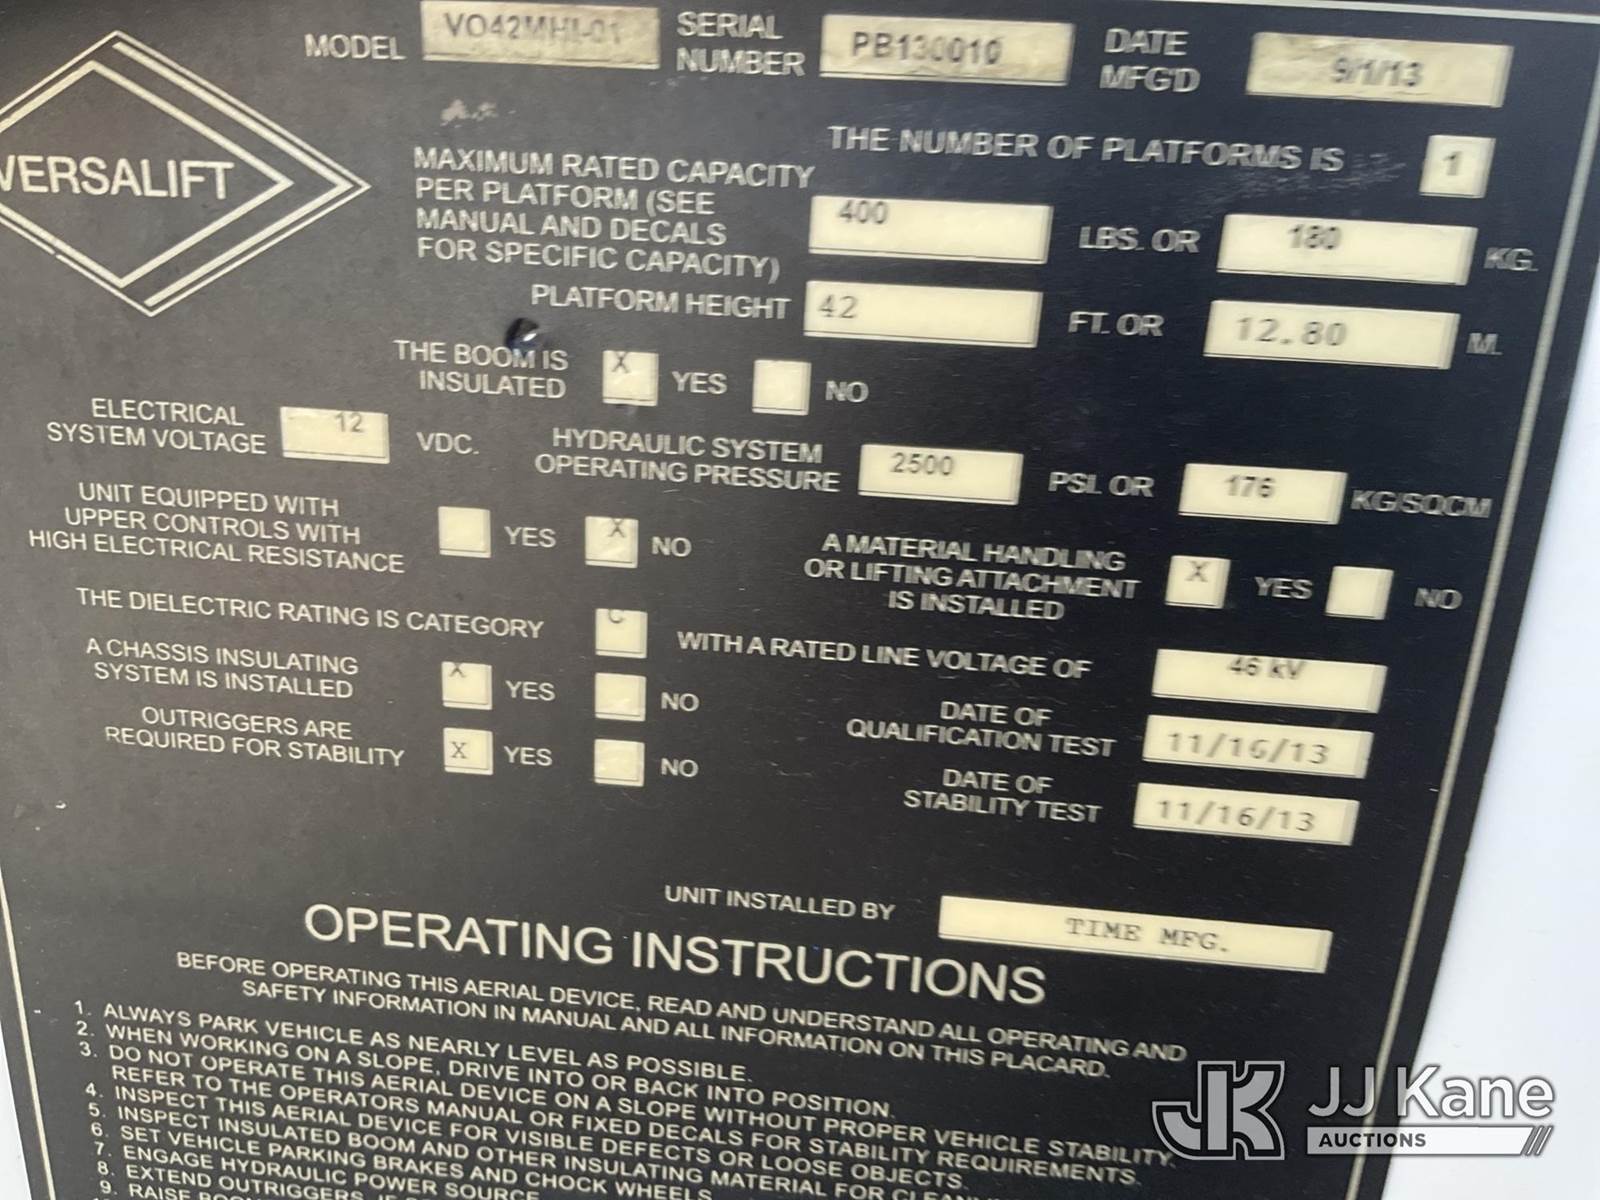 MODEL VO42MHI-01 SERIAL NUMBER PB130010 DATE MFG'D 9/1/13
VERSALIFT
THE NUMBER OF PLATFORMS IS 1
MAXIMUM RATED CAPACITY
PER PLATFORM (SEE
MANUAL AND DECALS
FOR SPECIFIC CAPACITY) 400 LBS. OR 180 KG.
PLATFORM HEIGHT 42 FT. OR 12.80 M.
THE BOOM IS
INSULATED X YES NO
ELECTRICAL
SYSTEM VOLTAGE 12 VDC.
HYDRAULIC SYSTEM
OPERATING PRESSURE 2500 PSI. OR 176 KG/SQCM
UNIT EQUIPPED WITH
UPPER CONTROLS WITH
HIGH ELECTRICAL RESISTANCE YES X NO
A MATERIAL HANDLING
OR LIFTING ATTACHMENT
IS INSTALLED X YES NO
THE DIELECTRIC RATING IS CATEGORY C WITH A RATED LINE VOLTAGE OF 46 kV
A CHASSIS INSULATING
SYSTEM IS INSTALLED X YES NO
DATE OF
QUALIFICATION TEST 11/16/13
OUTRIGGERS ARE
REQUIRED FOR STABILITY X YES NO
DATE OF
STABILITY TEST 11/16/13
UNIT INSTALLED BY TIME MFG.
OPERATING INSTRUCTIONS
BEFORE OPERATING THIS AERIAL DEVICE, READ AND UNDERSTAND ALL OPERATING AND
SAFETY INFORMATION IN MANUAL AND ALL INFORMATION ON THIS PLACARD.
1. ALWAYS PARK VEHICLE AS NEARLY LEVEL AS POSSIBLE.
2. WHEN WORKING ON A SLOPE, DRIVE INTO OR BACK INTO POSITION.
3. DO NOT OPERATE THIS AERIAL DEVICE ON A SLOPE WITHOUT PROPER VEHICLE STABILITY.
REFER TO THE OPERATORS MANUAL OR FIXED DECALS FOR STABILITY REQUIREMENTS.
4. INSPECT THIS AERIAL DEVICE FOR VISIBLE DEFECTS OR LOOSE OBJECTS.
5. INSPECT INSULATED BOOM AND OTHER INSULATING MATERIAL FOR
6. SET VEHICLE PARKING BRAKES AND CHOCK WHEELS.
7. ENGAGE HYDRAULIC POWER SOURCE.
8. EXTEND OUTRIGGERS,
9. RAISE
JK JJ Kane
AUCTIONS